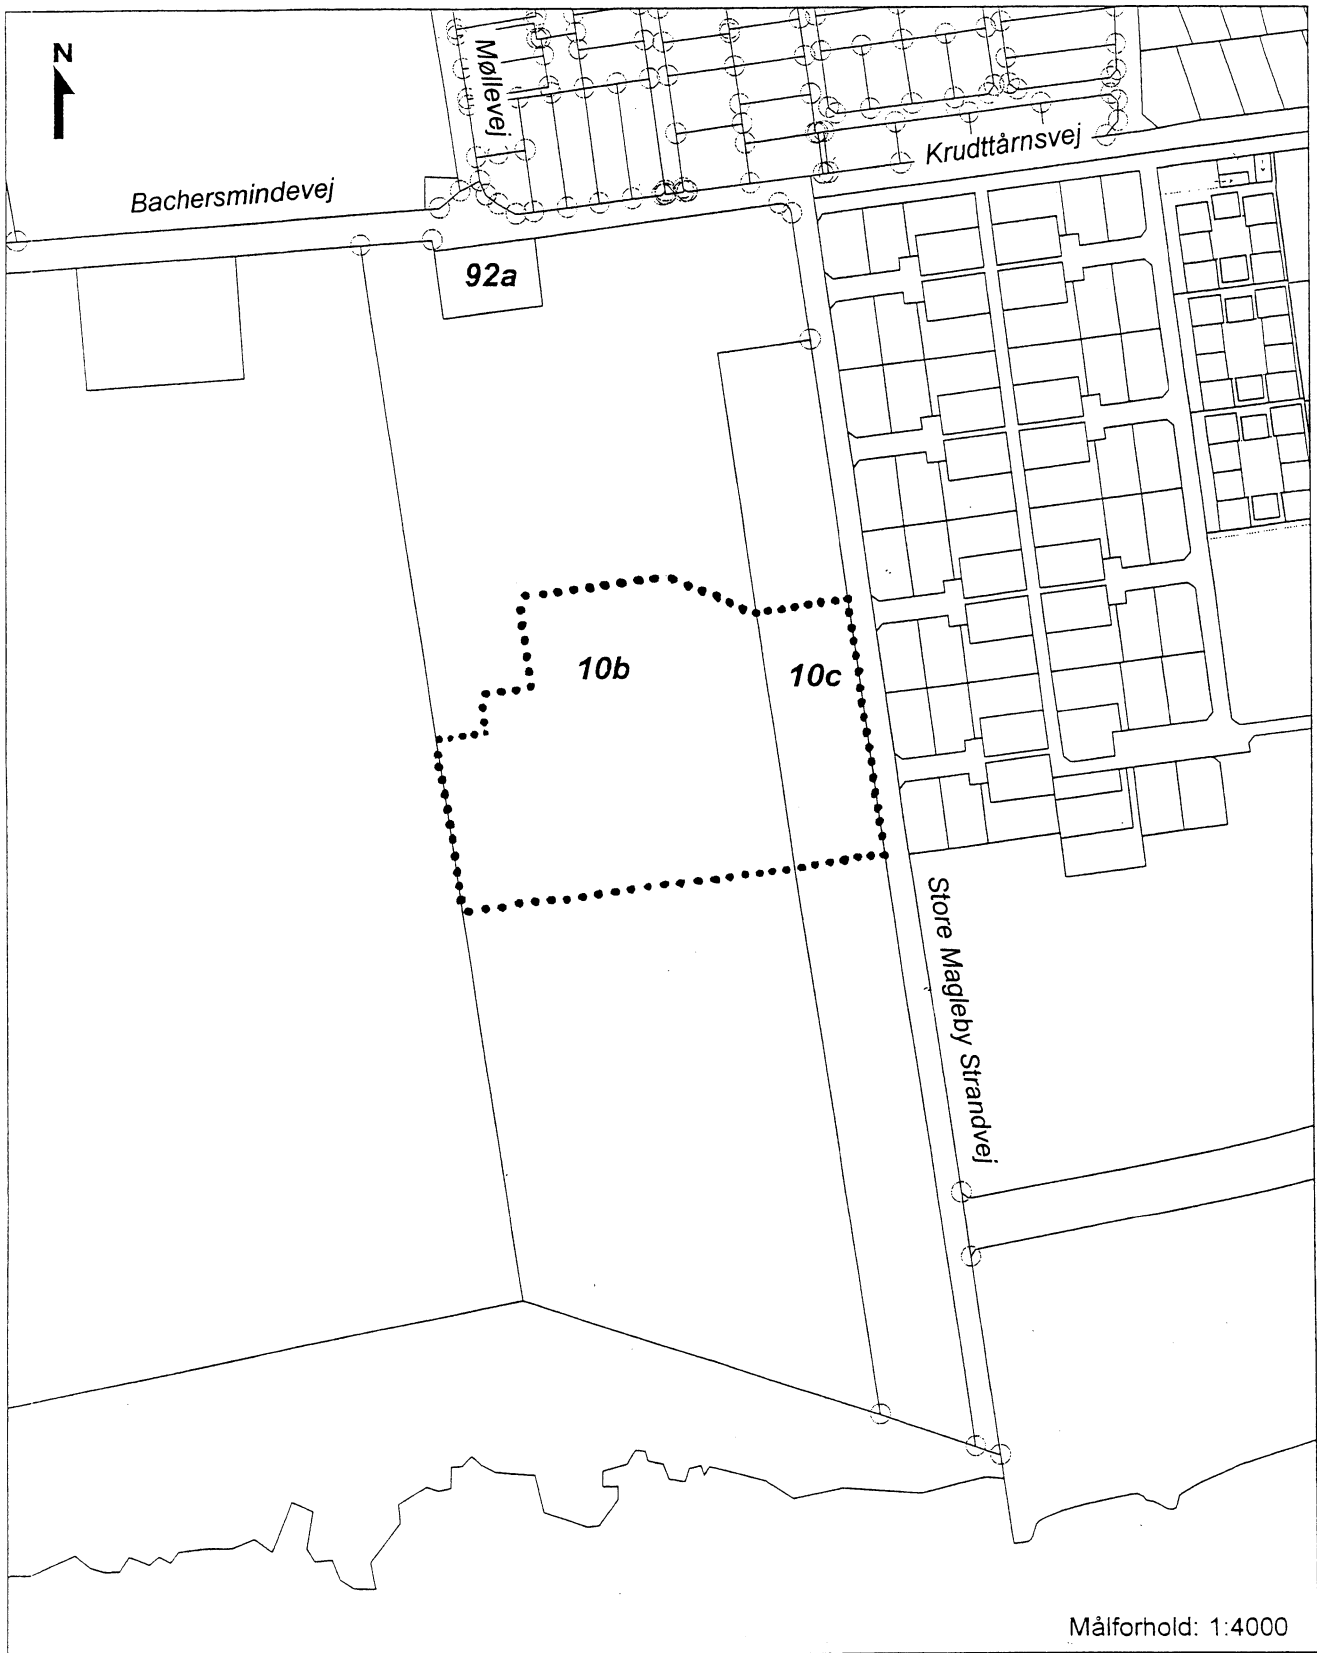 N
Møllevej
Krudttårnsvej
Bachersmindevej
92a
10b
10c
Store Magleby Strandvej
Målforhold: 1:4000